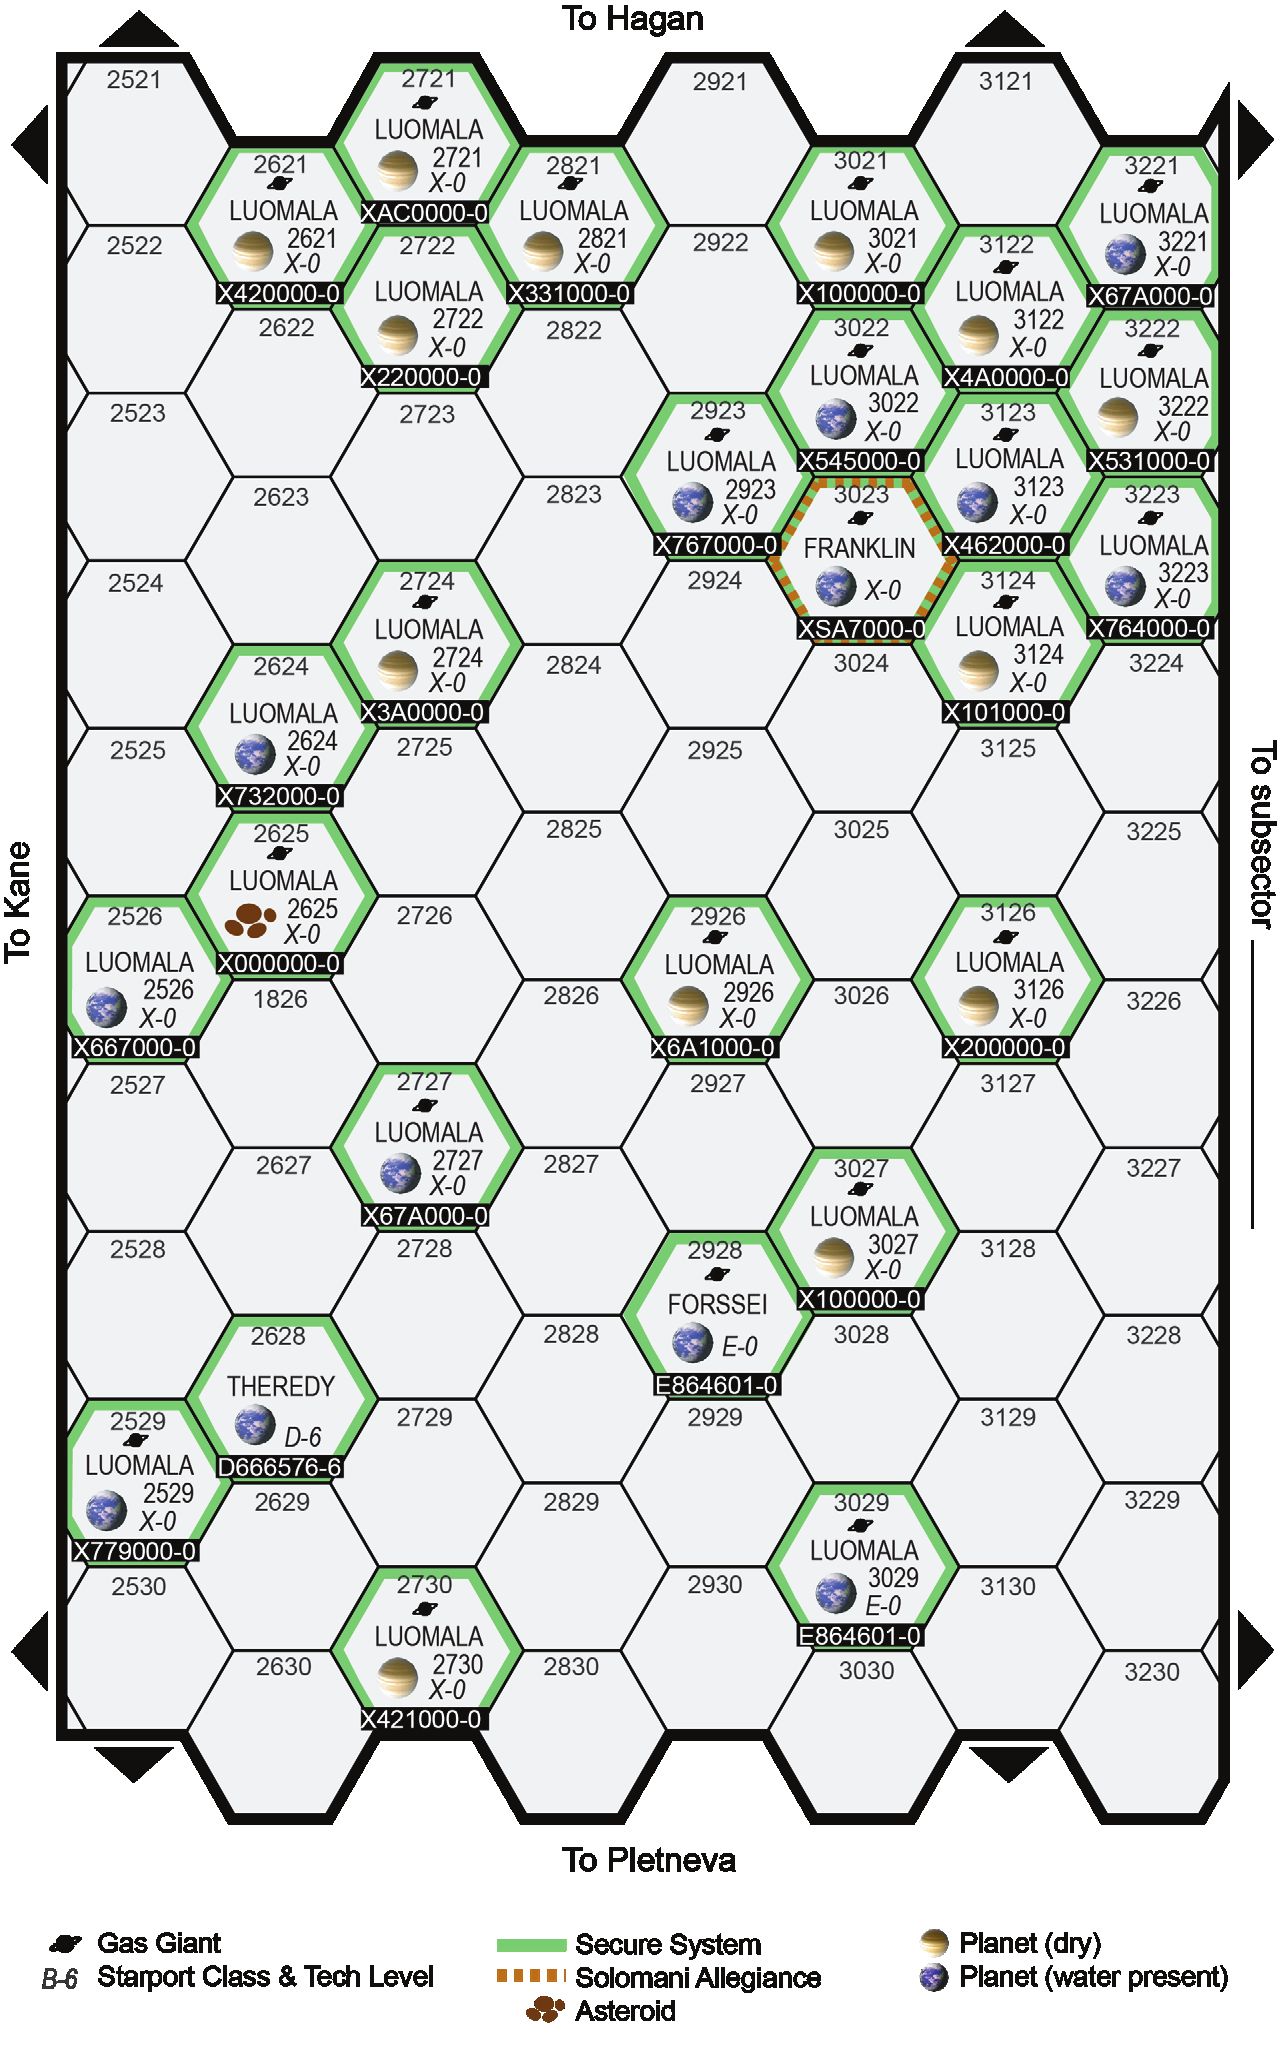 To Hagan
2521
2721
2921
3121
LUOMALA
2721
X-0
XAC0000-0
2621
LUOMALA
2621
X-0
X420000-0
2821
LUOMALA
2821
X-0
X331000-0
3021
LUOMALA
3021
X-0
X100000-0
3221
LUOMALA
3221
X-0
X67A000-0
2522
2722
LUOMALA
2722
X-0
X220000-0
2922
3122
LUOMALA
3122
X-0
X4A0000-0
2622
2822
3022
LUOMALA
3022
X-0
X545000-0
3222
LUOMALA
3222
X-0
X531000-0
2523
2723
2923
LUOMALA
2923
X-0
X767000-0
3123
LUOMALA
3123
X-0
X462000-0
2623
2823
3023
FRANKLIN
X-0
XSA7000-0
3223
LUOMALA
3223
X-0
X764000-0
2524
2724
LUOMALA
2724
X-0
X3A0000-0
2924
3124
LUOMALA
3124
X-0
X101000-0
2624
LUOMALA
2624
X-0
X732000-0
2824
3024
3224
2525
2725
2925
3125
To subsector
2625
LUOMALA
2625
X-0
X000000-0
2825
3025
3225
To Kane
2526
LUOMALA
2526
X-0
X667000-0
2726
2926
LUOMALA
2926
X-0
X6A1000-0
3126
LUOMALA
3126
X-0
X200000-0
1826
2826
3026
3226
2527
2727
LUOMALA
2727
X-0
X67A000-0
2927
3127
2627
2827
3027
LUOMALA
3027
X-0
X100000-0
3227
2528
2728
2928
FORSSEI
E-0
E864601-0
3128
2628
THEREDY
D-6
D666576-6
2828
3028
3228
2529
LUOMALA
2529
X-0
X779000-0
2729
2929
3129
2629
2829
3029
LUOMALA
3029
E-0
E864601-0
3229
2530
2730
LUOMALA
2730
X-0
X421000-0
2930
3130
2630
2830
3030
3230
To Pletneva
Gas Giant
B-6 Starport Class & Tech Level
Secure System
Solomani Allegiance
Asteroid
Planet (dry)
Planet (water present)